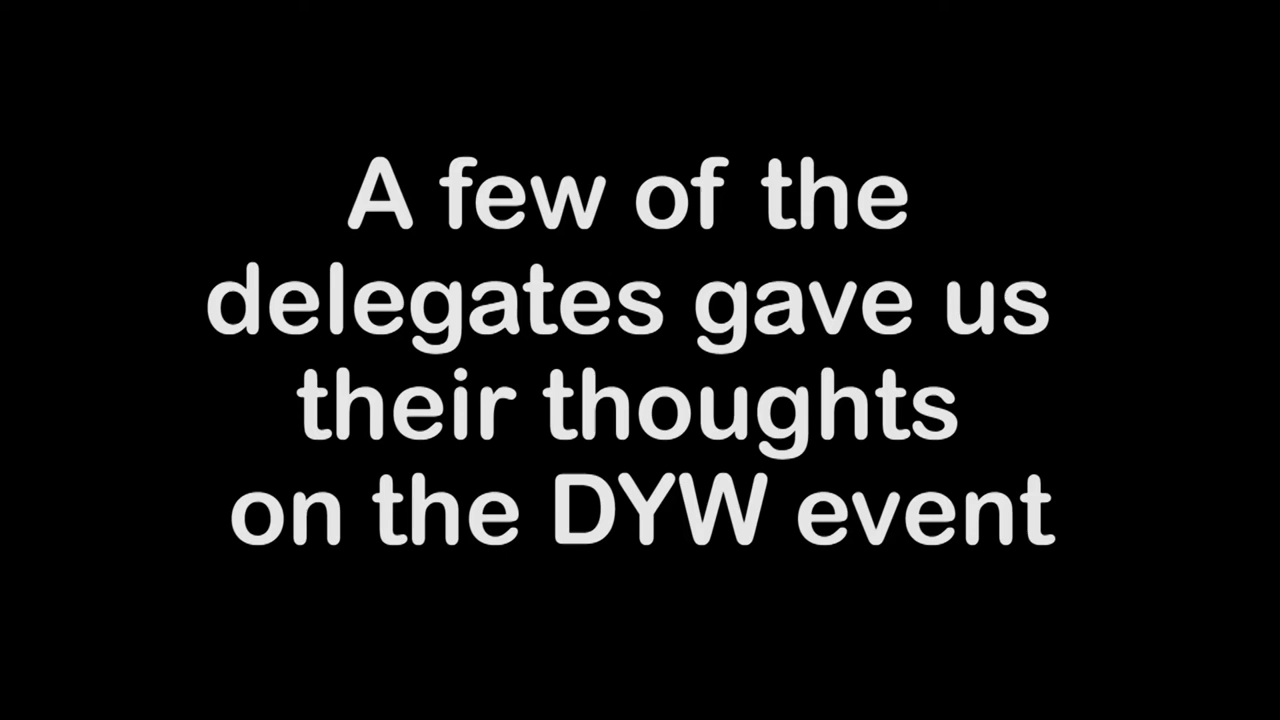 A few of the
delegates gave us
their thoughts
on the DYW event